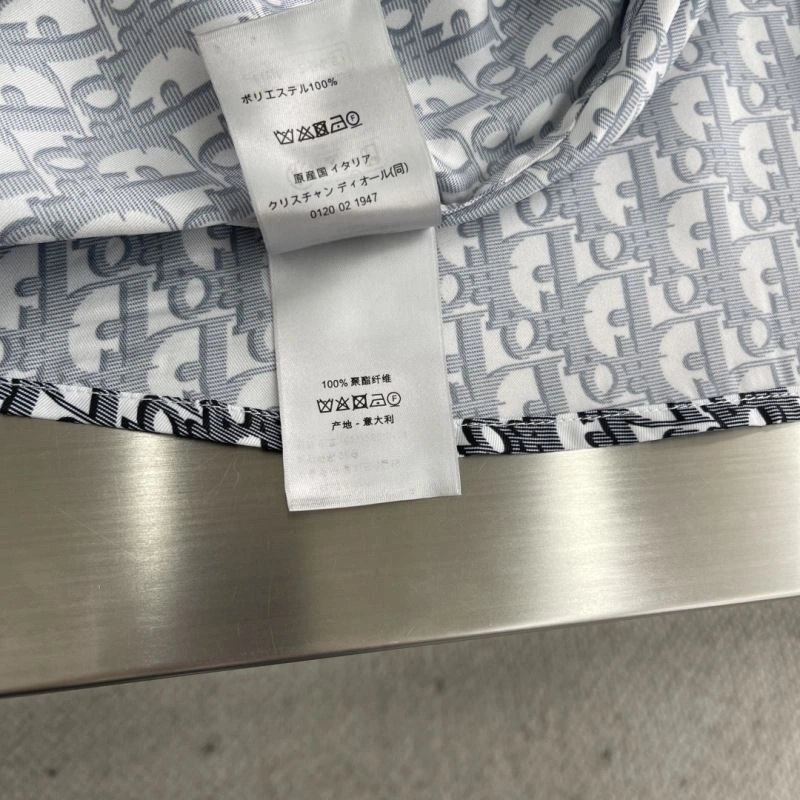 ポリエステル100%
原産国 イタリア
クリスチャン ディオール(同)
0120 02 1947
100% 聚酯纤维
产地 - 意大利